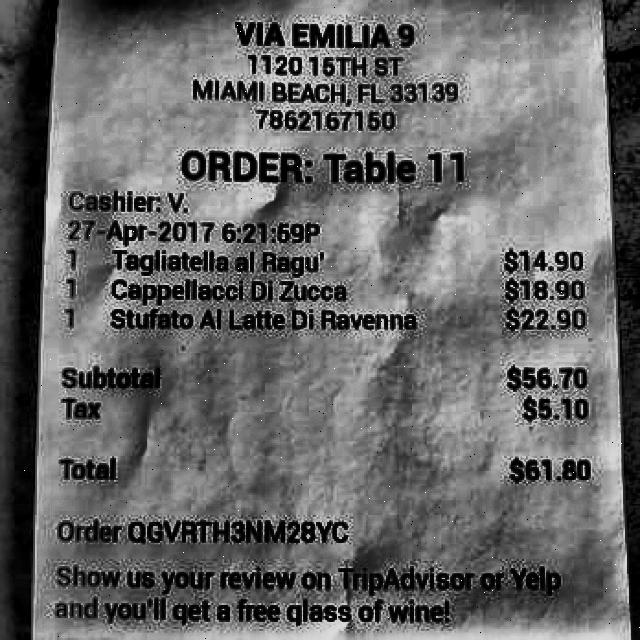 VIA EMILIA 9
1120 15TH ST
MIAMI BEACH, FL 33139
7862167150
ORDER: Table 11
Cashier: V.
27-Apr-2017 6:21:59P
1 Tagliatella al Ragu' $14.90
1 Cappellacci Di Zucca $18.90
1 Stufato Al Latte Di Ravenna $22.90
Subtotal $56.70
Tax $5.10
Total $61.80
Order QGVRTH3NM28YC
Show us your review on TripAdvisor or Yelp
and you'll get a free glass of wine!